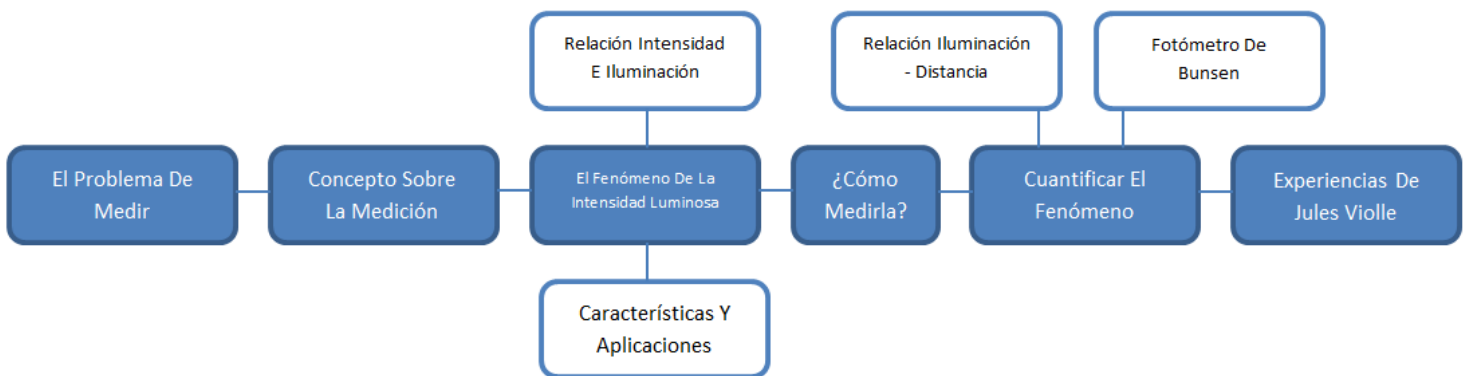 Relación Intensidad
E Iluminación
Relación Iluminación
- Distancia
Fotómetro De
Bunsen
El Problema De
Medir
Concepto Sobre
La Medición
El Fenómeno De La
Intensidad Luminosa
¿Cómo
Medirla?
Cuantificar El
Fenómeno
Experiencias De
Jules Violle
Características Y
Aplicaciones